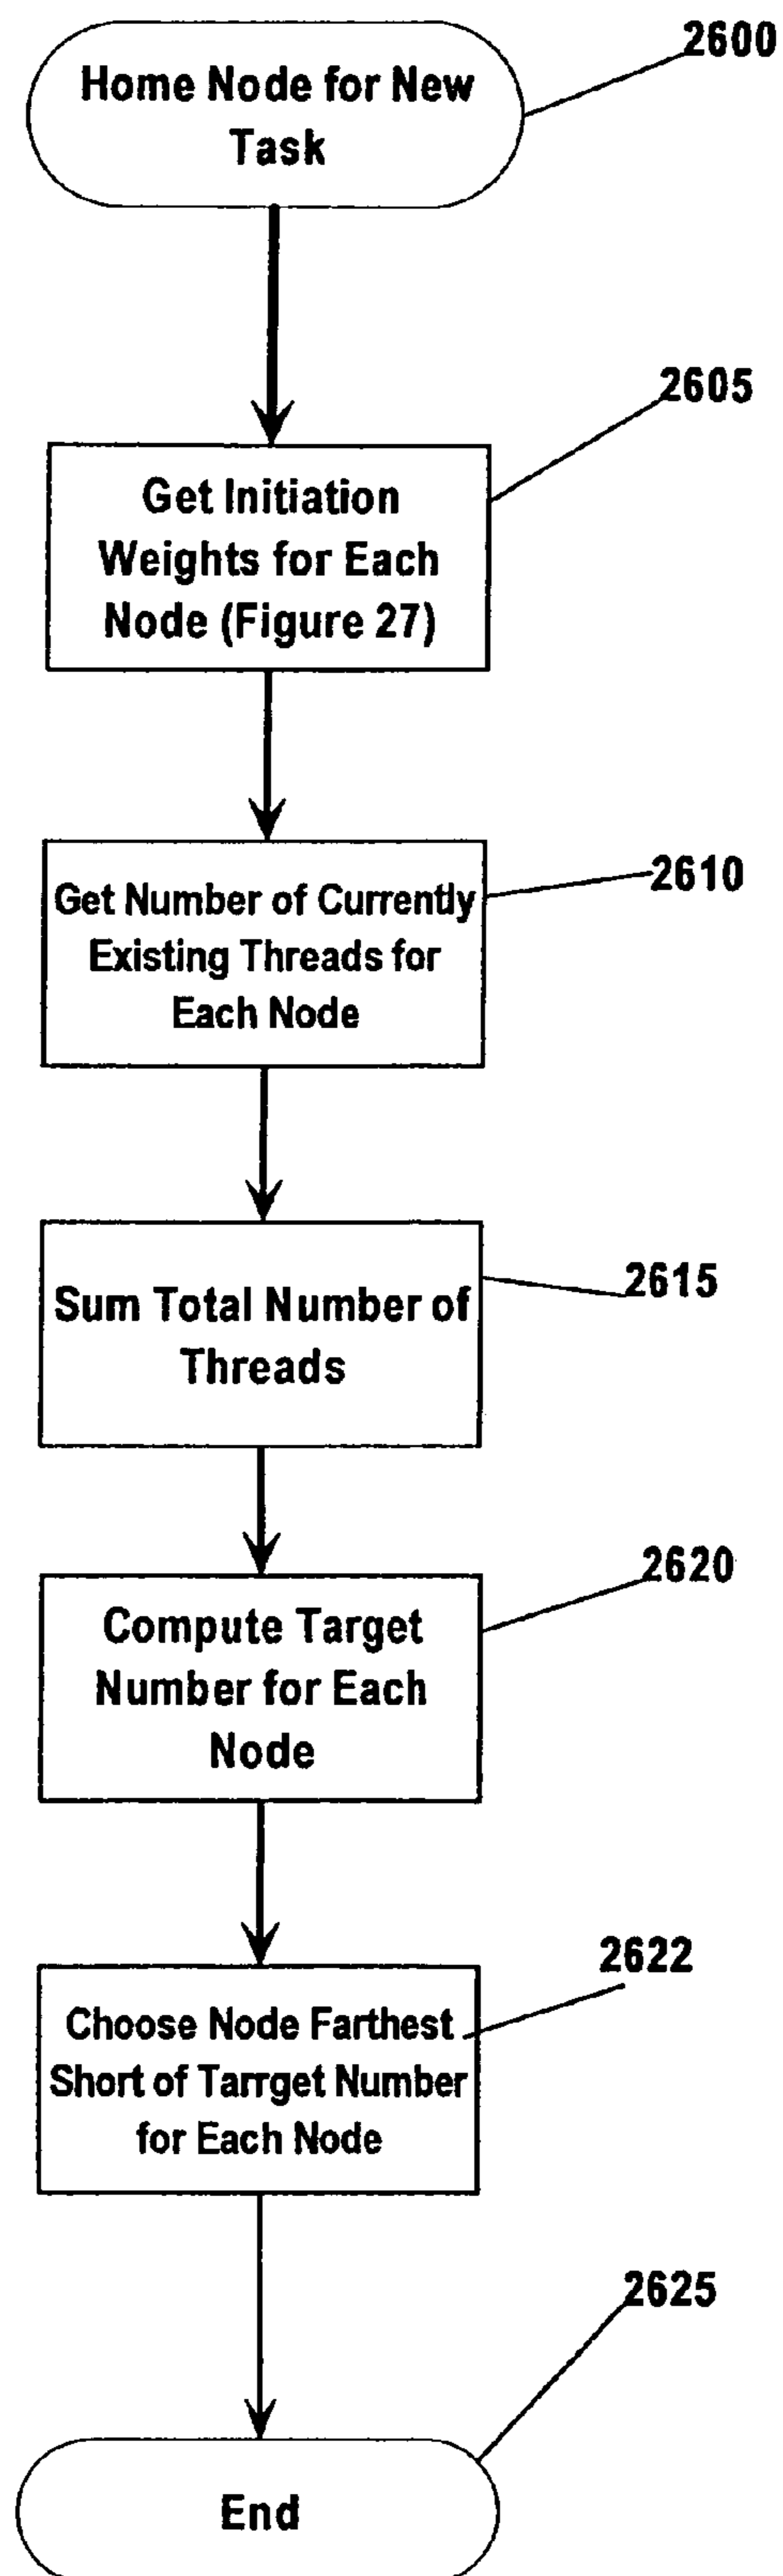 2600
Home Node for New
Task
2605
Get Initiation
Weights for Each
Node (Figure 27)
2610
Get Number of Currently
Existing Threads for
Each Node
2615
Sum Total Number of
Threads
2620
Compute Target
Number for Each
Node
2622
Choose Node Farthest
Short of Tarrget Number
for Each Node
2625
End